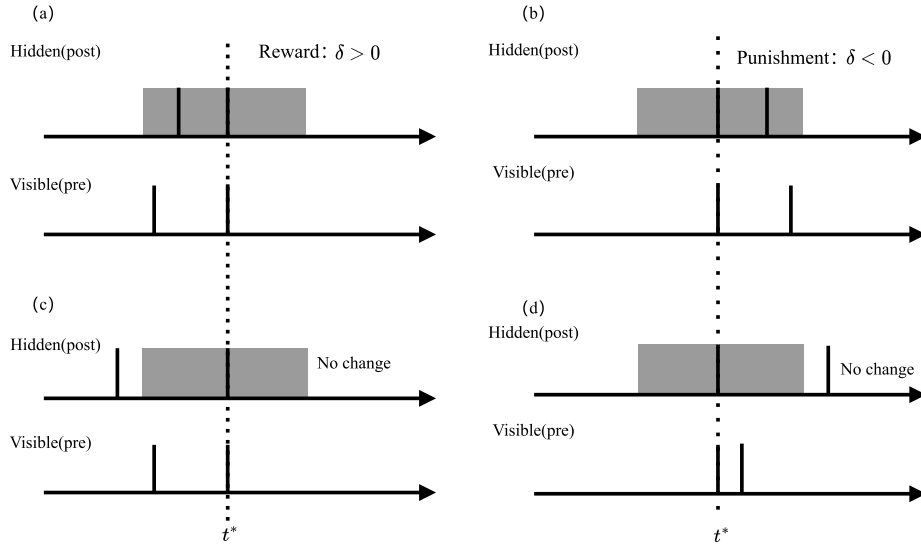 (a)
Hidden(post)
Reward: δ > 0
Visible(pre)
(b)
Hidden(post)
Punishment: δ < 0
Visible(pre)
(c)
Hidden(post)
No change
Visible(pre)
t*
(d)
Hidden(post)
No change
Visible(pre)
t*